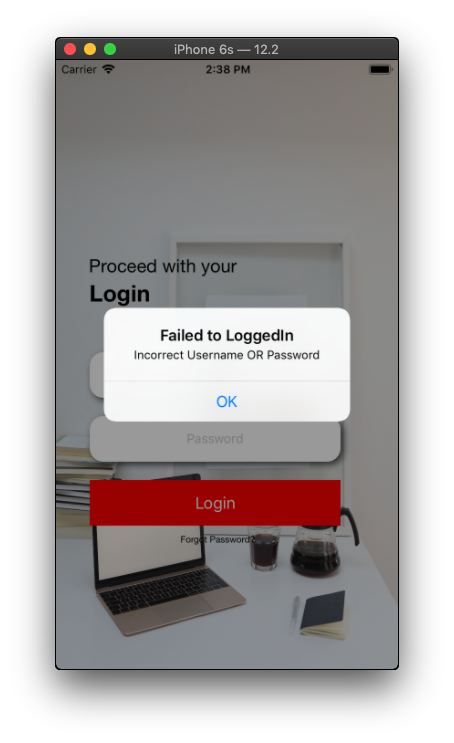 iPhone 6s — 12.2
Carrier 2:38 PM
Proceed with your
Login
Failed to LoggedIn
Incorrect Username OR Password
OK
Password
Login
Forgot Password?